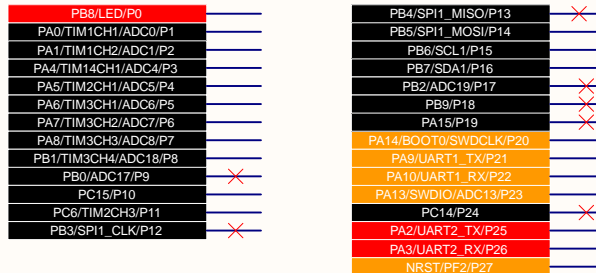 PB8/LED/P0
PA0/TIM1CH1/ADC0/P1
PA1/TIM1CH2/ADC1/P2
PA4/TIM14CH1/ADC4/P3
PA5/TIM2CH1/ADC5/P4
PA6/TIM3CH1/ADC6/P5
PA7/TIM3CH2/ADC7/P6
PA8/TIM3CH3/ADC8/P7
PB1/TIM3CH4/ADC18/P8
PB0/ADC17/P9
PC15/P10
PC6/TIM2CH3/P11
PB3/SPI1_CLK/P12
PB4/SPI1_MISO/P13
PB5/SPI1_MOSI/P14
PB6/SCL1/P15
PB7/SDA1/P16
PB2/ADC19/P17
PB9/P18
PA15/P19
PA14/BOOT0/SWDCLK/P20
PA9/UART1_TX/P21
PA10/UART1_RX/P22
PA13/SWDIO/ADC13/P23
PC14/P24
PA2/UART2_TX/P25
PA3/UART2_RX/P26
NRST/PF2/P27